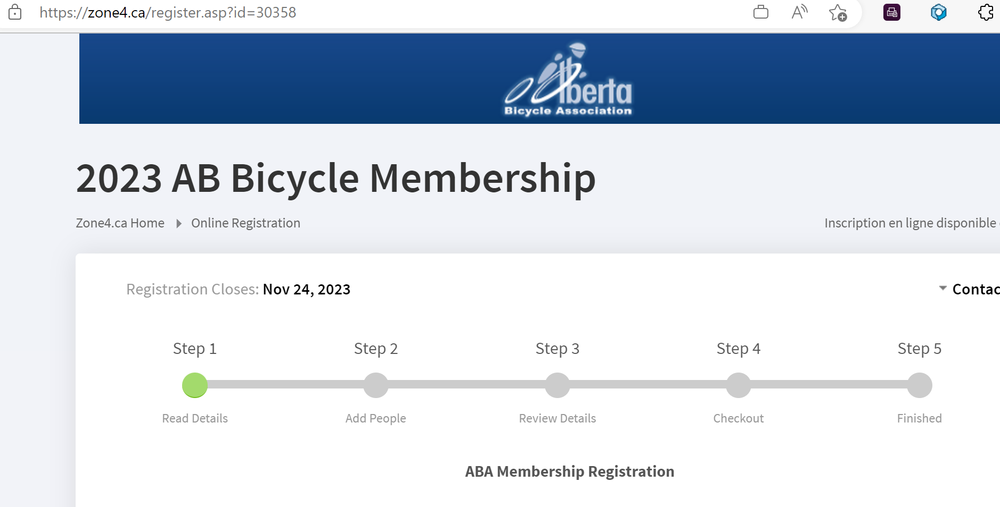 https://zone4.ca/register.asp?id=30358
Alberta
Bicycle Association
2023 AB Bicycle Membership
Zone4.ca Home Online Registration
Inscription en ligne disponible
Registration Closes: Nov 24, 2023
Contac
Step 1 Step 2 Step 3 Step 4 Step 5
Read Details Add People Review Details Checkout Finished
ABA Membership Registration